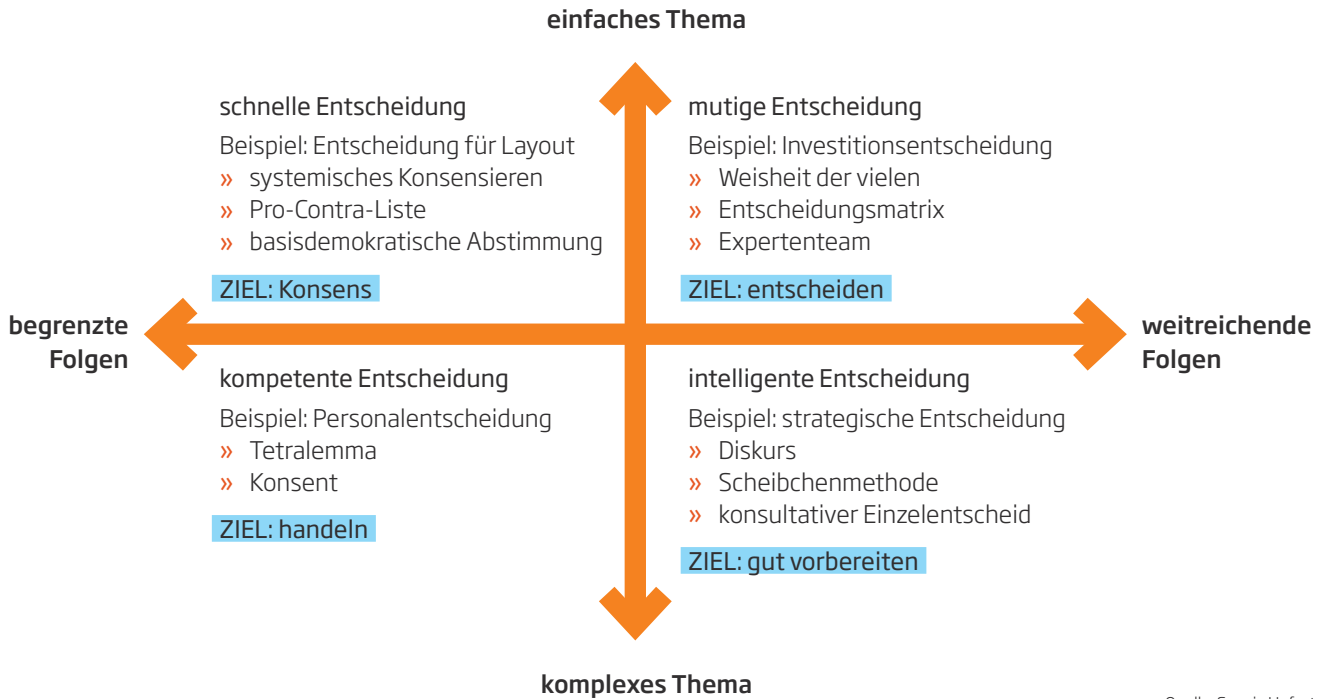 einfaches Thema
schnelle Entscheidung
Beispiel: Entscheidung für Layout
» systemisches Konsensieren
» Pro-Contra-Liste
» basisdemokratische Abstimmung
ZIEL: Konsens
mutige Entscheidung
Beispiel: Investitionsentscheidung
» Weisheit der vielen
» Entscheidungsmatrix
» Expertenteam
ZIEL: entscheiden
begrenzte
Folgen
weitreichende
Folgen
kompetente Entscheidung
Beispiel: Personalentscheidung
» Tetralemma
» Konsent
ZIEL: handeln
intelligente Entscheidung
Beispiel: strategische Entscheidung
» Diskurs
» Scheibchenmethode
» konsultativer Einzelentscheid
ZIEL: gut vorbereiten
komplexes Thema